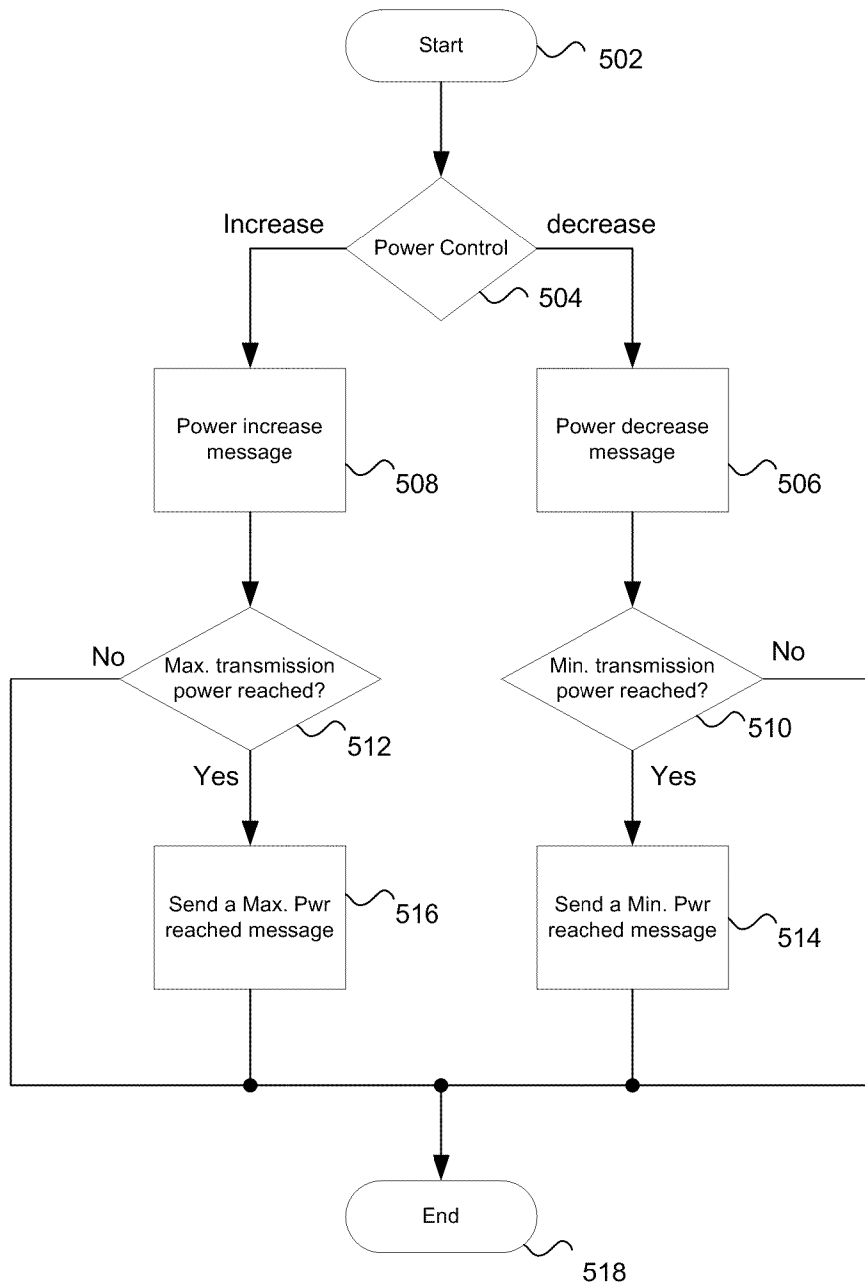 Start
502
Increase
decrease
Power Control
504
Power increase
message
508
Power decrease
message
506
No
Max. transmission
power reached?
512
Yes
Min. transmission
power reached?
No
510
Yes
Send a Max. Pwr
reached message
516
Send a Min. Pwr
reached message
514
End
518